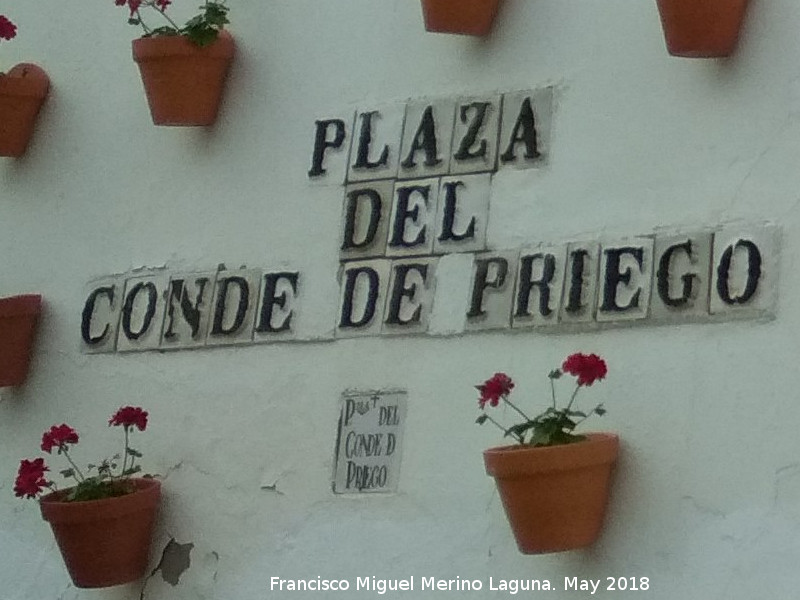 PLAZA
DEL
CONDE DE PRIEGO
DEL
CONDE D
PRIEGO
Francisco Miguel Merino Laguna. May 2018